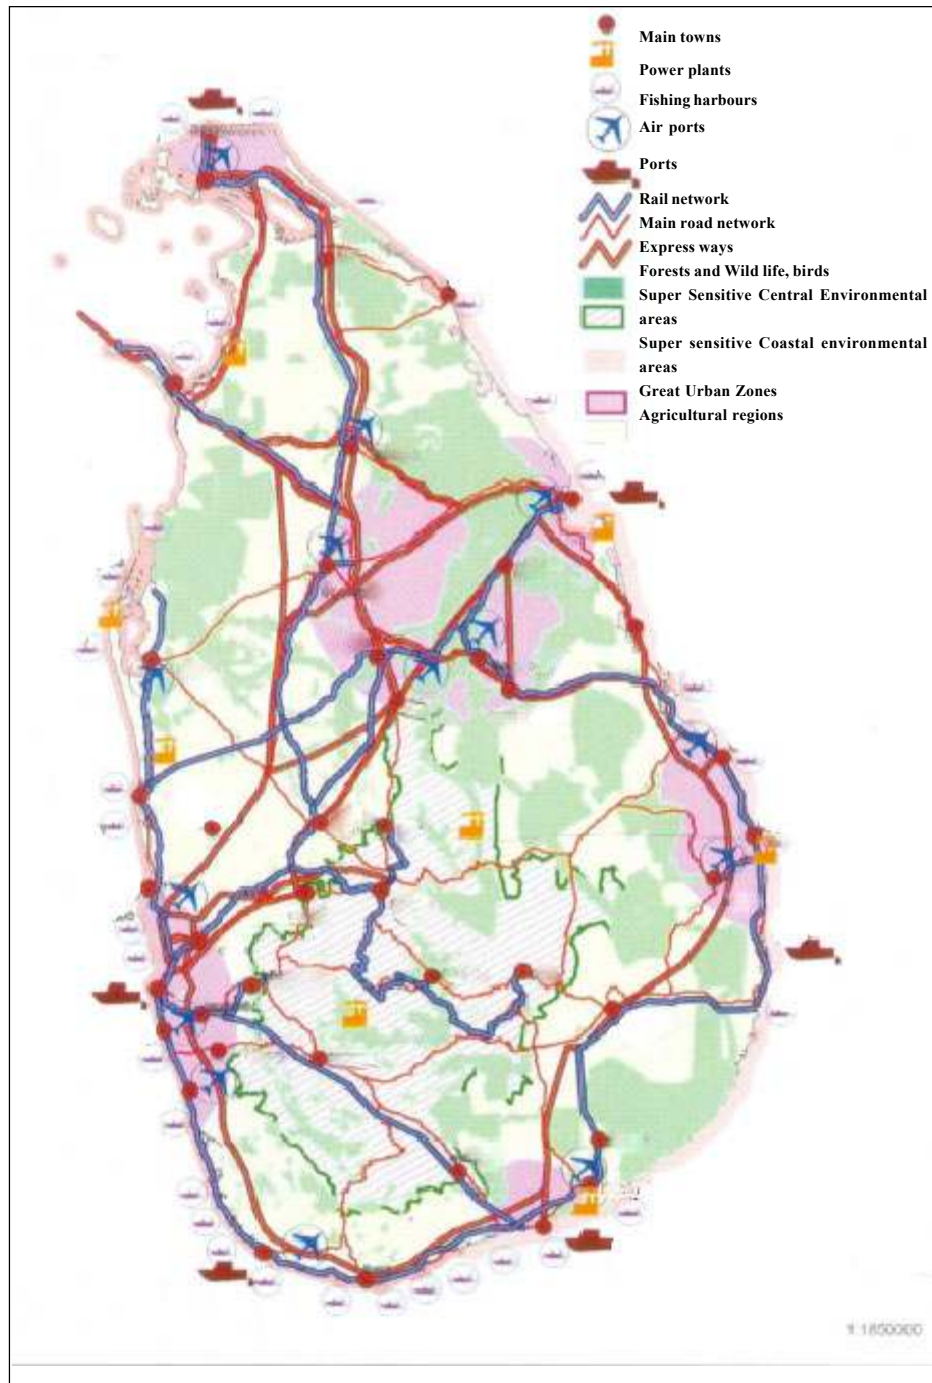 Main towns
Power plants
Fishing harbours
Air ports
Ports
Rail network
Main road network
Express ways
Forests and Wild life, birds
Super Sensitive Central Environmental
areas
Super sensitive Coastal environmental
areas
Great Urban Zones
Agricultural regions
1:1850000